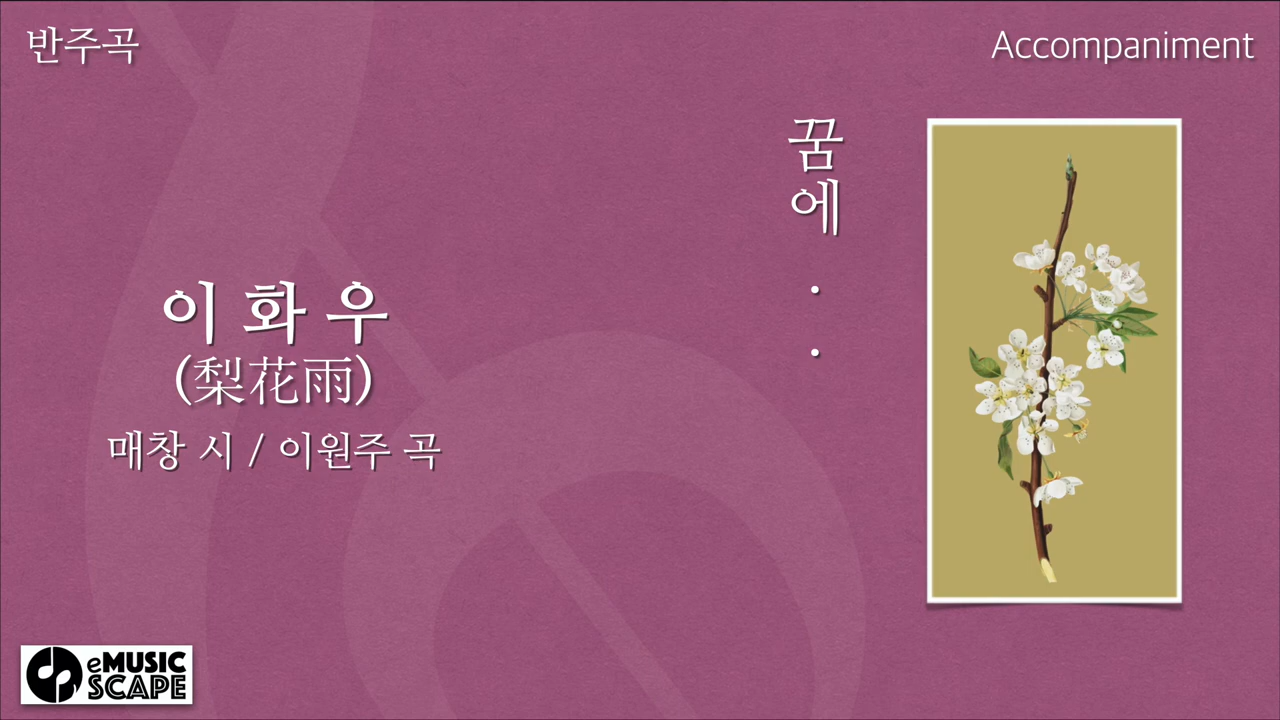 반주곡
Accompaniment
꿈에..
이화우
(梨花雨)
매창 시 / 이원주 곡
eMUSIC
SCAPE